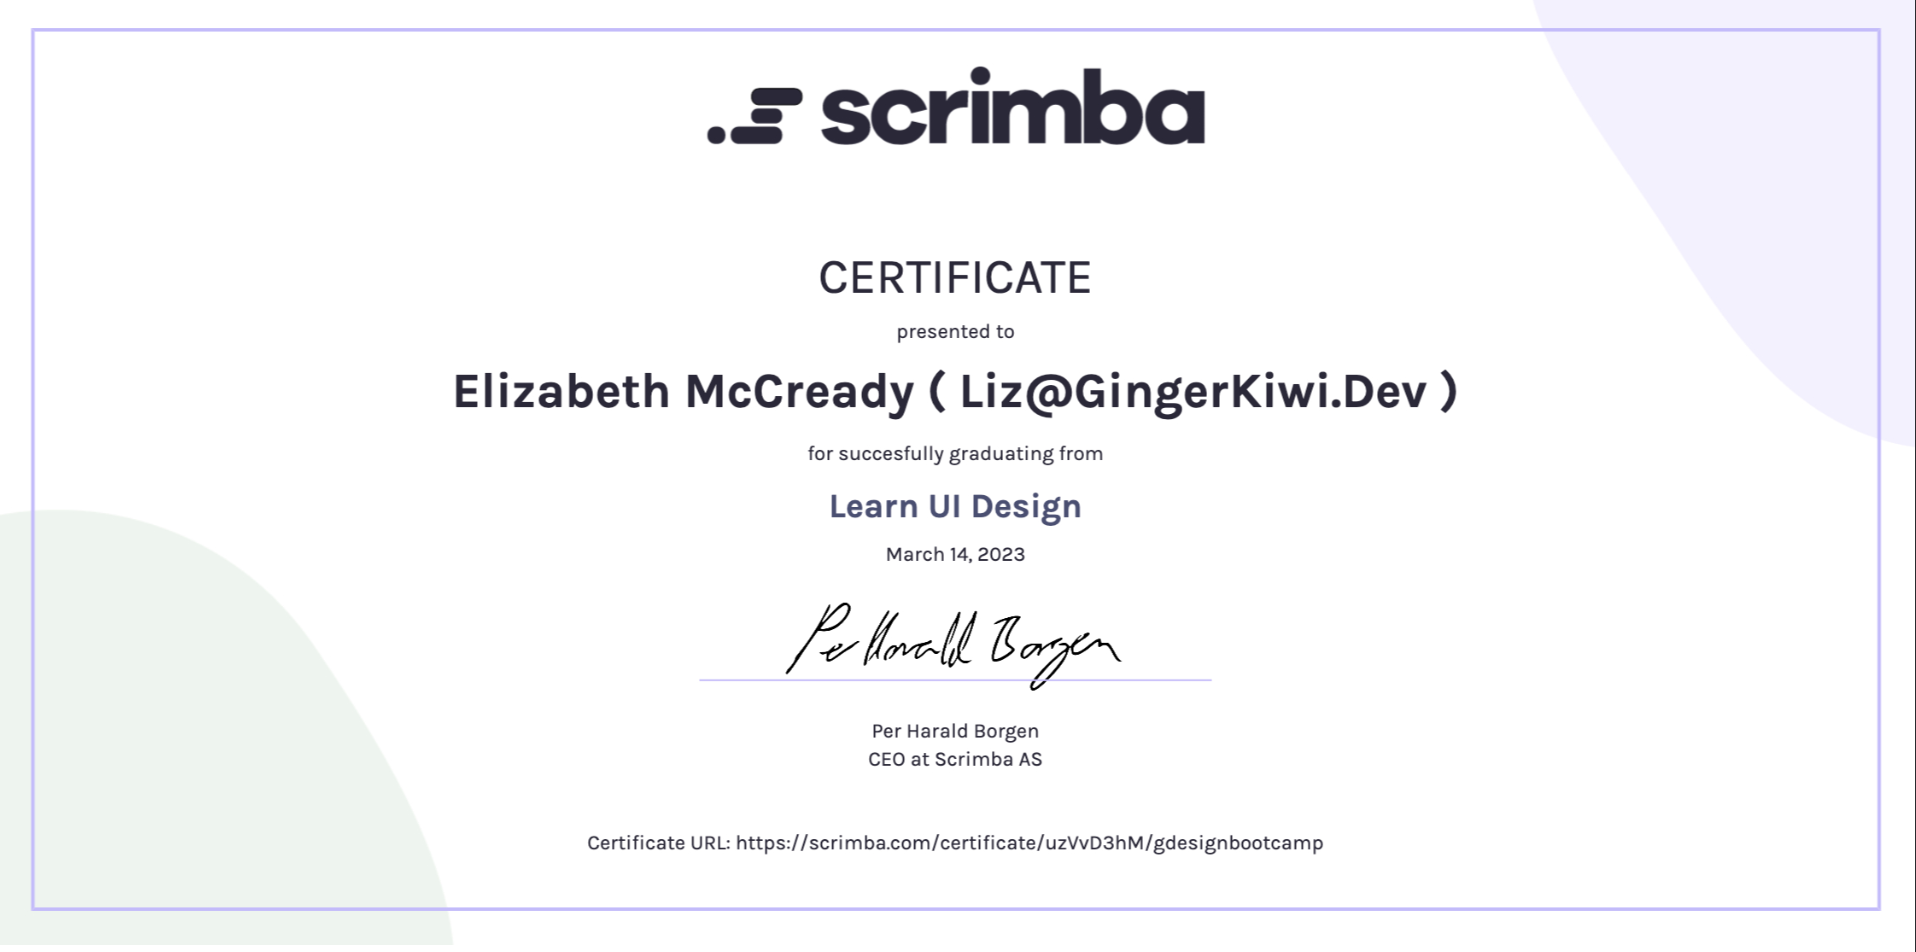 scrimba
CERTIFICATE
presented to
Elizabeth McCready ( Liz@GingerKiwi.Dev )
for succesfully graduating from
Learn UI Design
March 14, 2023
Per Harald Borgen
Per Harald Borgen
CEO at Scrimba AS
Certificate URL: https://scrimba.com/certificate/uzVvD3hM/gdesignbootcamp